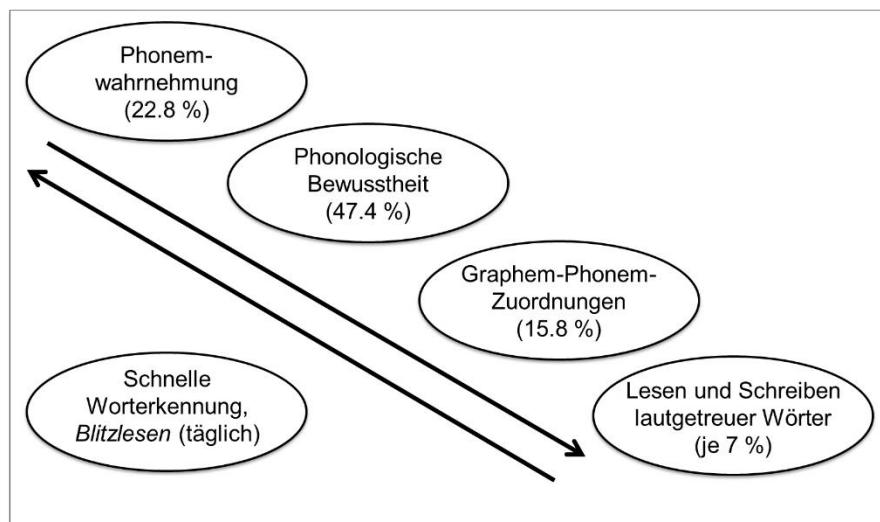 Phonem-
wahrnehmung
(22.8 %)
Phonologische
Bewusstheit
(47.4 %)
Graphem-Phonem-
Zuordnungen
(15.8 %)
Schnelle
Worterkennung,
Blitzlesen (täglich)
Lesen und Schreiben
lautgetreuer Wörter
(je 7 %)